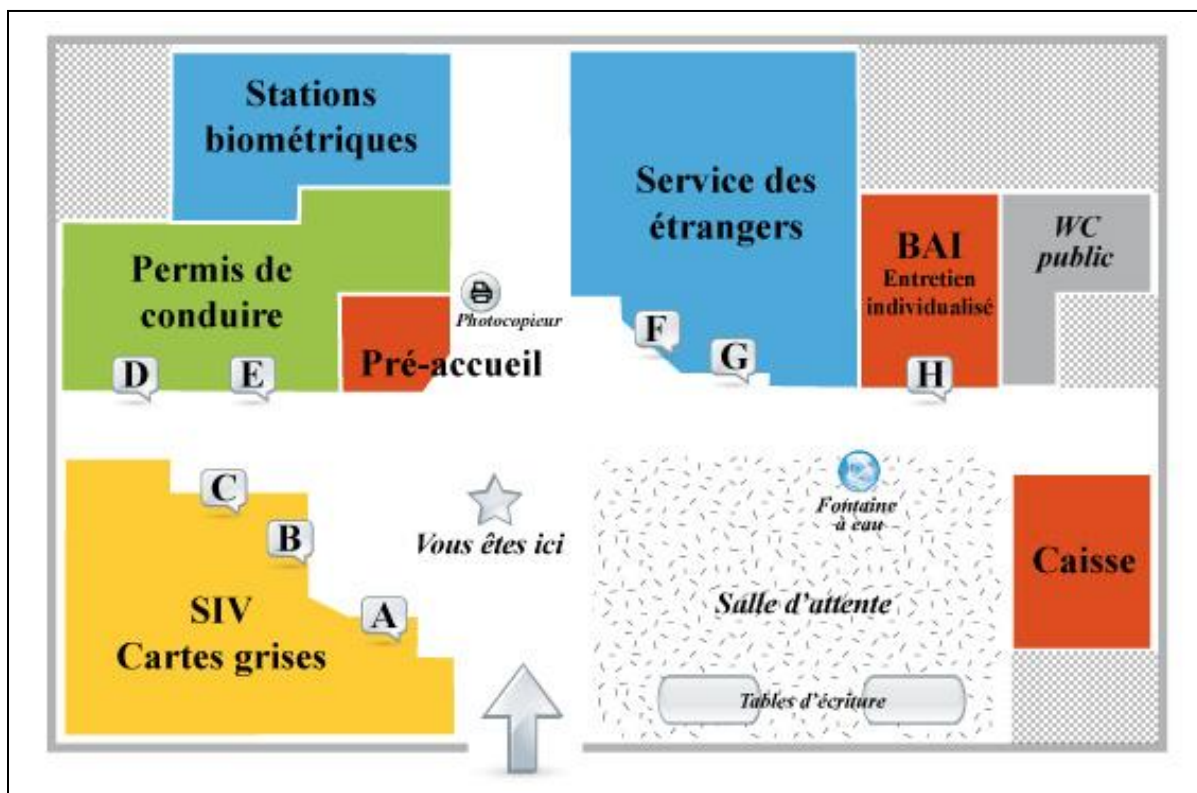 Stations
biométriques
Service des
étrangers
BAI
Entretien
individualisé
WC
public
Permis de
conduire
Photocopieur
Pré-accueil
D
E
F
G
H
C
B
A
Vous êtes ici
Fontaine
à eau
SIV
Cartes grises
Salle d'attente
Caisse
Tables d'écriture